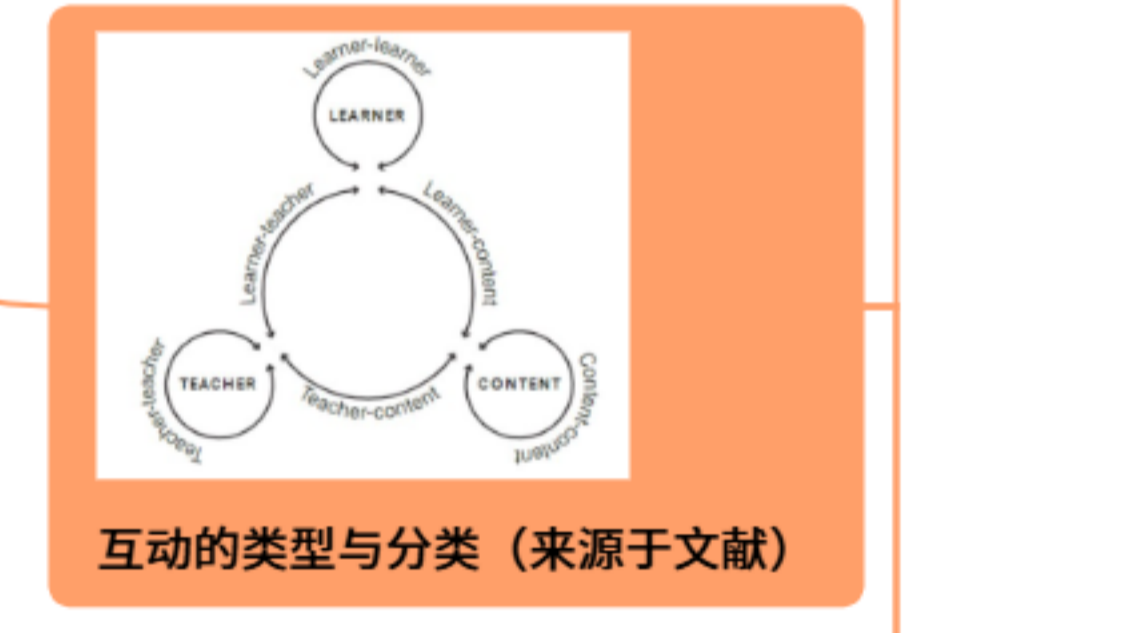 Learner-learner
LEARNER
Learner-teacher
Learner-content
Teacher-teacher
TEACHER
Teacher-content
CONTENT
Content-content
互动的类型与分类（来源于文献）